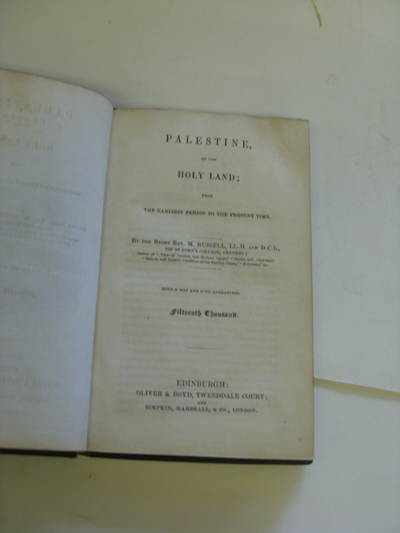 PALESTINE,
OR THE
HOLY LAND;
FROM
THE EARLIEST PERIOD TO THE PRESENT TIME.
BY THE RIGHT REV. M. RUSSELL, LL.D. AND D.C.L.,
WITH A MAP AND NINE ENGRAVINGS.
Fifteenth Thousand.
EDINBURGH:
OLIVER & BOYD, TWEEDDALE COURT;
AND
SIMPKIN, MARSHALL, & CO., LONDON.